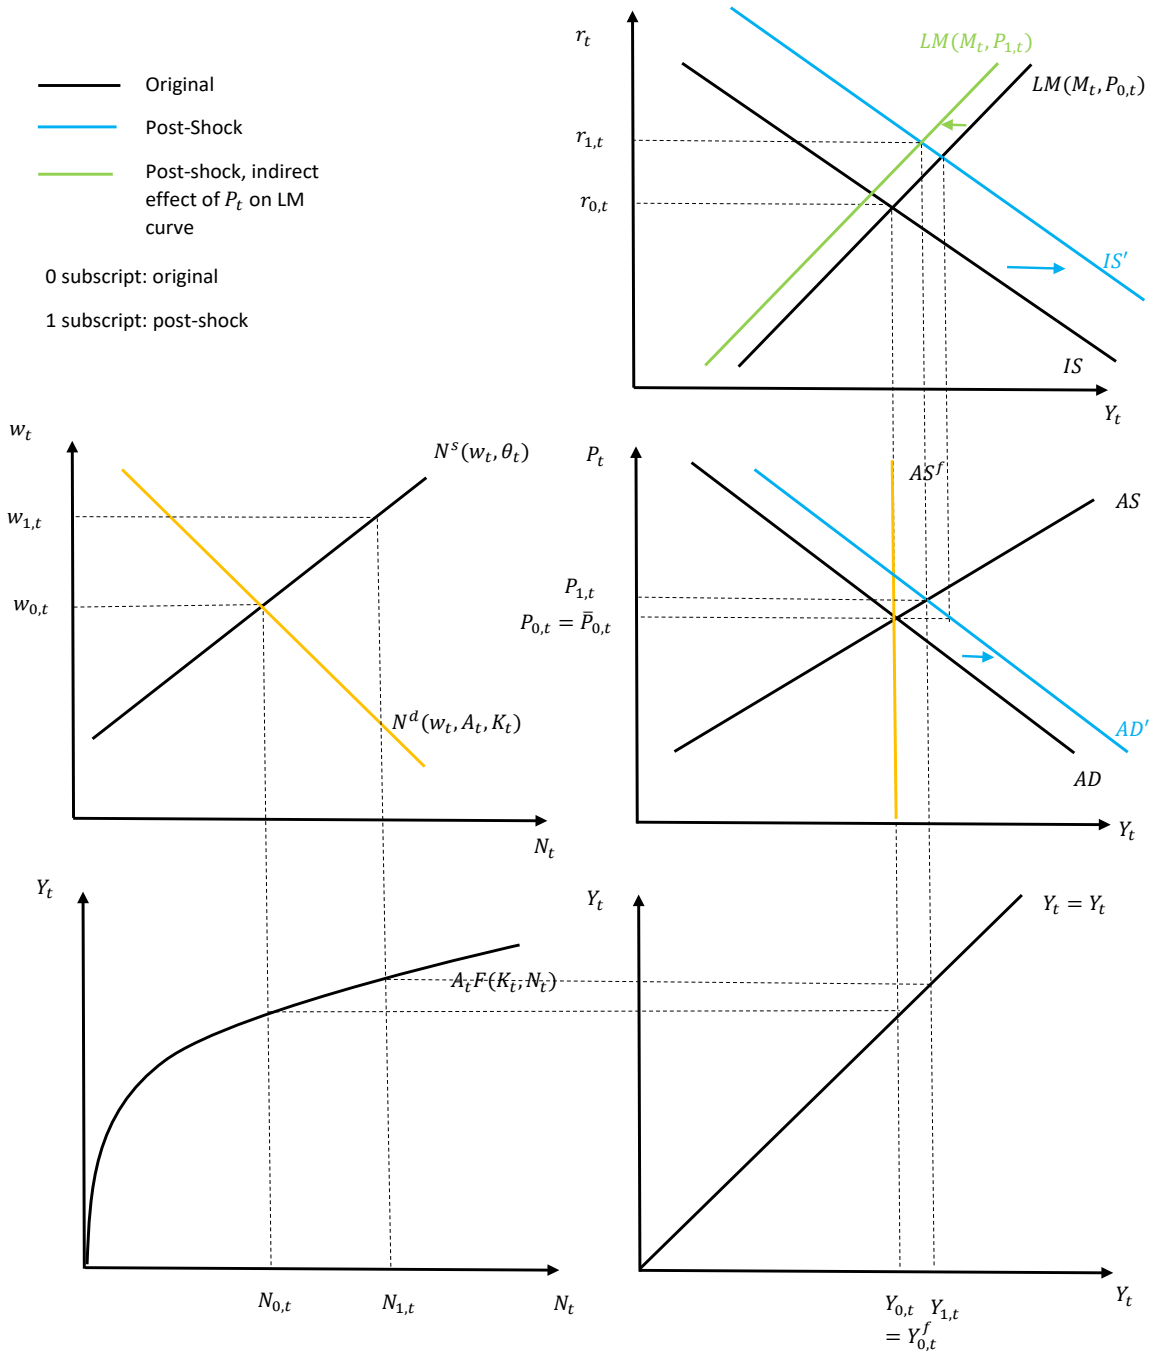 Original
Post-Shock
Post-shock, indirect
effect of P_t on LM
curve
0 subscript: original
1 subscript: post-shock
r_t
LM(M_t, P_{1,t})
LM(M_t, P_{0,t})
r_{1,t}
r_{0,t}
IS′
IS
Y_t
w_t
N^s(w_t, θ_t)
w_{1,t}
w_{0,t}
N^d(w_t, A_t, K_t)
N_t
P_t
AS^f
AS
P_{1,t}
P_{0,t} = P̅_{0,t}
AD′
AD
Y_t
Y_t
A_tF(K_t, N_t)
N_{0,t}
N_{1,t}
N_t
Y_t
Y_t = Y_t
Y_{0,t}
= Y^f_{0,t}
Y_{1,t}
Y_t